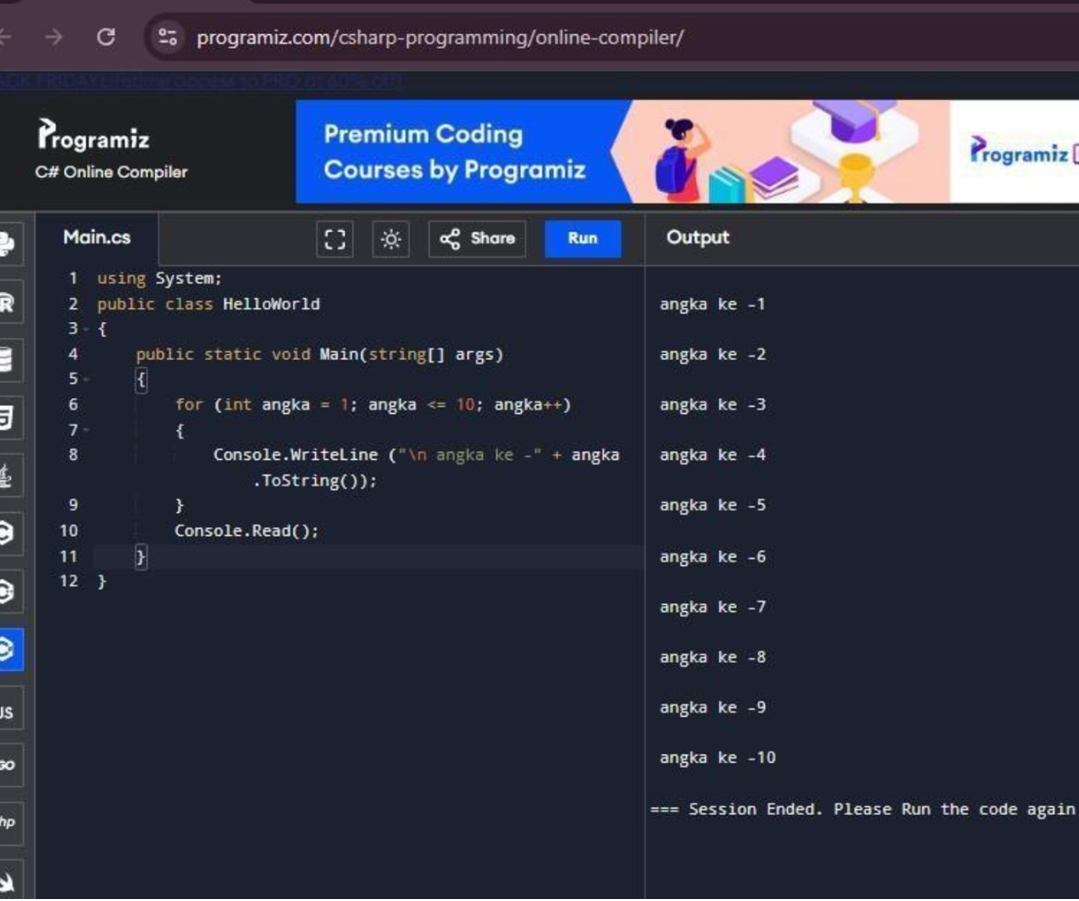 programiz.com/csharp-programming/online-compiler/
Programiz
C# Online Compiler
Premium Coding
Courses by Programiz
Programiz
Main.cs
Share
Run
Output
1 using System;
2 public class HelloWorld
3 {
4 public static void Main(string[] args)
5 {
6 for (int angka = 1; angka <= 10; angka++)
7 {
8 Console.WriteLine ("\n angka ke -" + angka
.ToString());
9 }
10 Console.Read();
11 }
12 }
angka ke -1
angka ke -2
angka ke -3
angka ke -4
angka ke -5
angka ke -6
angka ke -7
angka ke -8
angka ke -9
angka ke -10
=== Session Ended. Please Run the code again